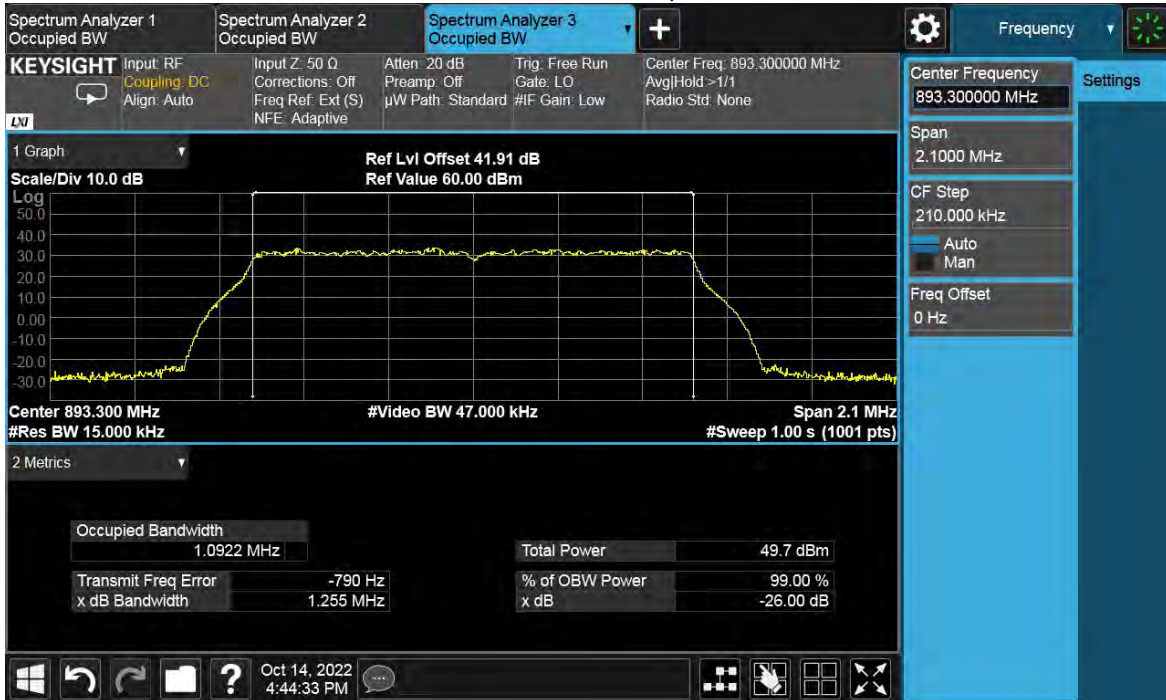 Spectrum Analyzer 1
Occupied BW
Spectrum Analyzer 2
Occupied BW
Spectrum Analyzer 3
Occupied BW
Frequency
KEYSIGHT
LXI
Input: RF
Coupling: DC
Align: Auto
Input Z: 50 Ω
Corrections: Off
Freq Ref: Ext (S)
NFE: Adaptive
Atten: 20 dB
Preamp: Off
µW Path: Standard
Trig: Free Run
Gate: LO
#IF Gain: Low
Center Freq: 893.300000 MHz
Avg|Hold:>1/1
Radio Std: None
1 Graph
Scale/Div 10.0 dB
Ref Lvl Offset 41.91 dB
Ref Value 60.00 dBm
Log
50.0
40.0
30.0
20.0
10.0
0.00
-10.0
-20.0
-30.0
Center 893.300 MHz
#Res BW 15.000 kHz
#Video BW 47.000 kHz
Span 2.1 MHz
#Sweep 1.00 s (1001 pts)
2 Metrics
Occupied Bandwidth
1.0922 MHz
Total Power 49.7 dBm
Transmit Freq Error -790 Hz
% of OBW Power 99.00 %
x dB Bandwidth 1.255 MHz
x dB -26.00 dB
Center Frequency
893.300000 MHz
Settings
Span
2.1000 MHz
CF Step
210.000 kHz
Auto
Man
Freq Offset
0 Hz
?
Oct 14, 2022
4:44:33 PM